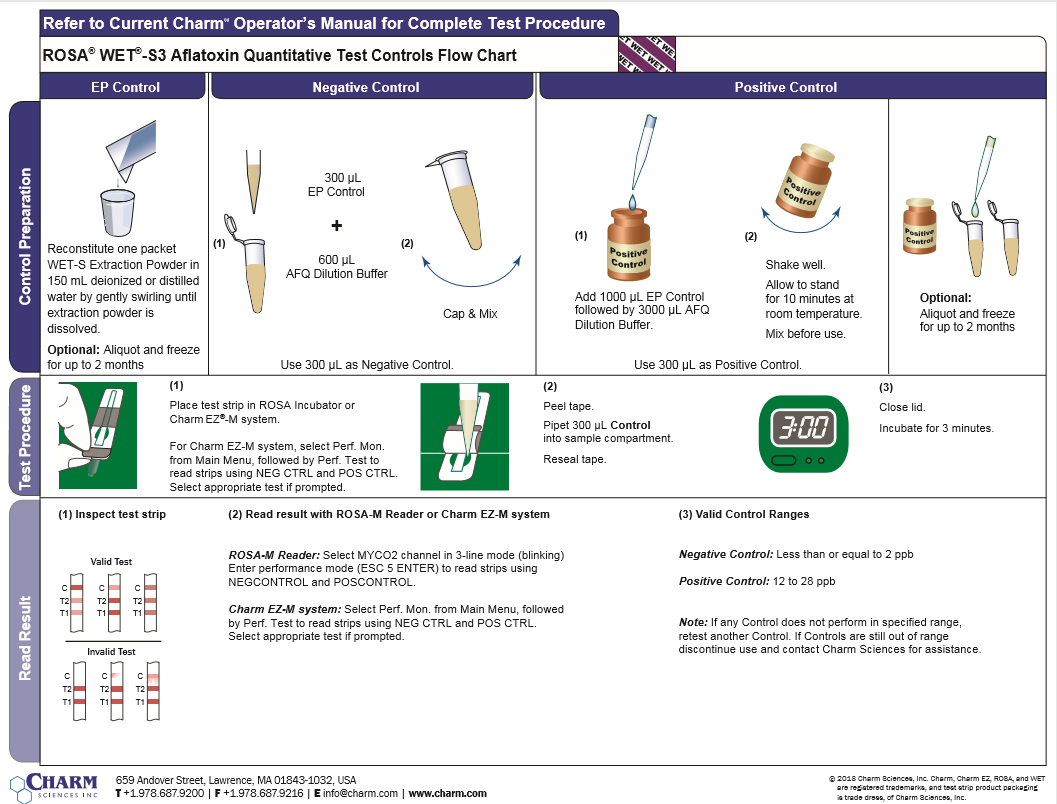 Refer to Current Charm℠ Operator's Manual for Complete Test Procedure
ROSA® WET®-S3 Aflatoxin Quantitative Test Controls Flow Chart
WET WET WET
EP Control
Negative Control
Positive Control
Control Preparation
Reconstitute one packet
WET-S Extraction Powder in
150 mL deionized or distilled
water by gently swirling until
extraction powder is
dissolved.
Optional: Aliquot and freeze
for up to 2 months
(1)
300 µL
EP Control
+
600 µL
AFQ Dilution Buffer
(2)
Cap & Mix
Use 300 µL as Negative Control.
(1)
Positive
Control
Add 1000 µL EP Control
followed by 3000 µL AFQ
Dilution Buffer.
(2)
Positive
Control
Shake well.
Allow to stand
for 10 minutes at
room temperature.
Mix before use.
Use 300 µL as Positive Control.
Positive
Control
Optional:
Aliquot and freeze
for up to 2 months
Test Procedure
(1)
Place test strip in ROSA Incubator or
Charm EZ®-M system.
For Charm EZ-M system, select Perf. Mon.
from Main Menu, followed by Perf. Test to
read strips using NEG CTRL and POS CTRL.
Select appropriate test if prompted.
(2)
Peel tape.
Pipet 300 µL Control
into sample compartment.
Reseal tape.
3:00
(3)
Close lid.
Incubate for 3 minutes.
Read Result
(1) Inspect test strip
Valid Test
C C C
T2 T2 T2
T1 T1 T1
Invalid Test
C C C
T2 T2 T2
T1 T1 T1
(2) Read result with ROSA-M Reader or Charm EZ-M system
ROSA-M Reader: Select MYCO2 channel in 3-line mode (blinking)
Enter performance mode (ESC 5 ENTER) to read strips using
NEGCONTROL and POSCONTROL.
Charm EZ-M system: Select Perf. Mon. from Main Menu, followed
by Perf. Test to read strips using NEG CTRL and POS CTRL.
Select appropriate test if prompted.
(3) Valid Control Ranges
Negative Control: Less than or equal to 2 ppb
Positive Control: 12 to 28 ppb
Note: If any Control does not perform in specified range,
retest another Control. If Controls are still out of range
discontinue use and contact Charm Sciences for assistance.
CHARM
SCIENCES INC
659 Andover Street, Lawrence, MA 01843-1032, USA
T +1.978.687.9200 | F +1.978.687.9216 | E info@charm.com | www.charm.com
© 2018 Charm Sciences, Inc. Charm, Charm EZ, ROSA, and WET
are registered trademarks, and test strip product packaging
is trade dress, of Charm Sciences, Inc.